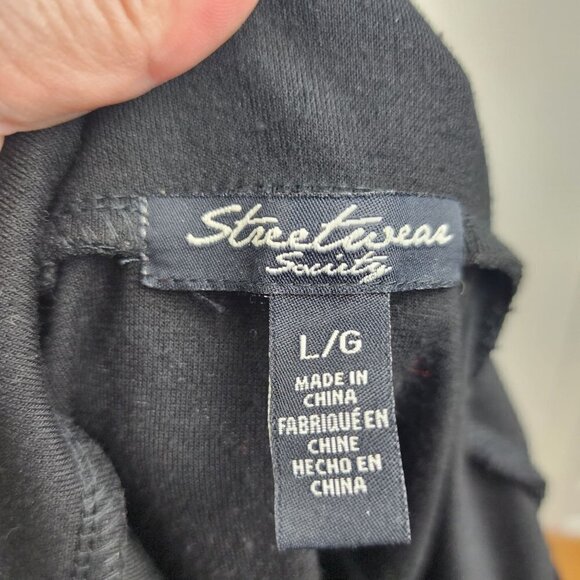 Streetwear
Society
L/G
MADE IN
CHINA
FABRIQUÉ EN
CHINE
HECHO EN
CHINA